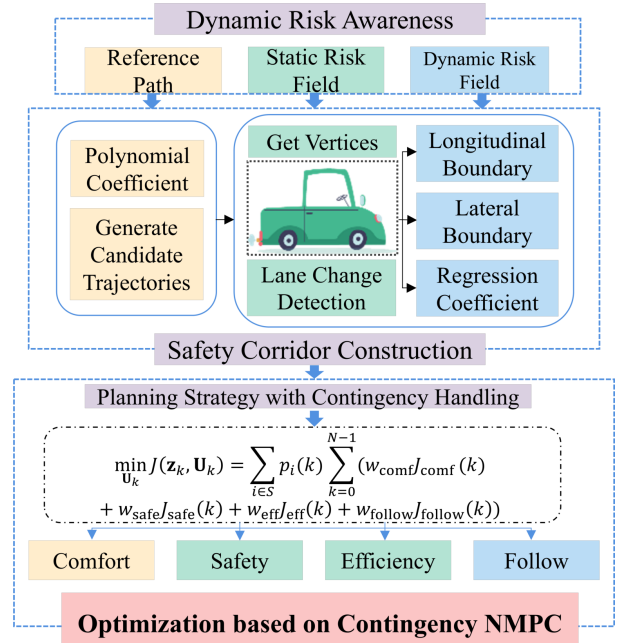 Dynamic Risk Awareness
Reference
Path
Static Risk
Field
Dynamic Risk
Field
Polynomial
Coefficient
Generate
Candidate
Trajectories
Get Vertices
Lane Change
Detection
Longitudinal
Boundary
Lateral
Boundary
Regression
Coefficient
Safety Corridor Construction
Planning Strategy with Contingency Handling
min_{𝐔_k} J(𝐳_k, 𝐔_k) = ∑_{i∈S} p_i(k) ∑_{k=0}^{N−1} (w_comf J_comf (k)
+ w_safe J_safe(k) + w_eff J_eff(k) + w_follow J_follow(k))
Comfort
Safety
Efficiency
Follow
Optimization based on Contingency NMPC